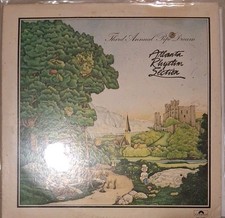 Third Annual Pipe Dream
Atlanta
Rhythm
Section